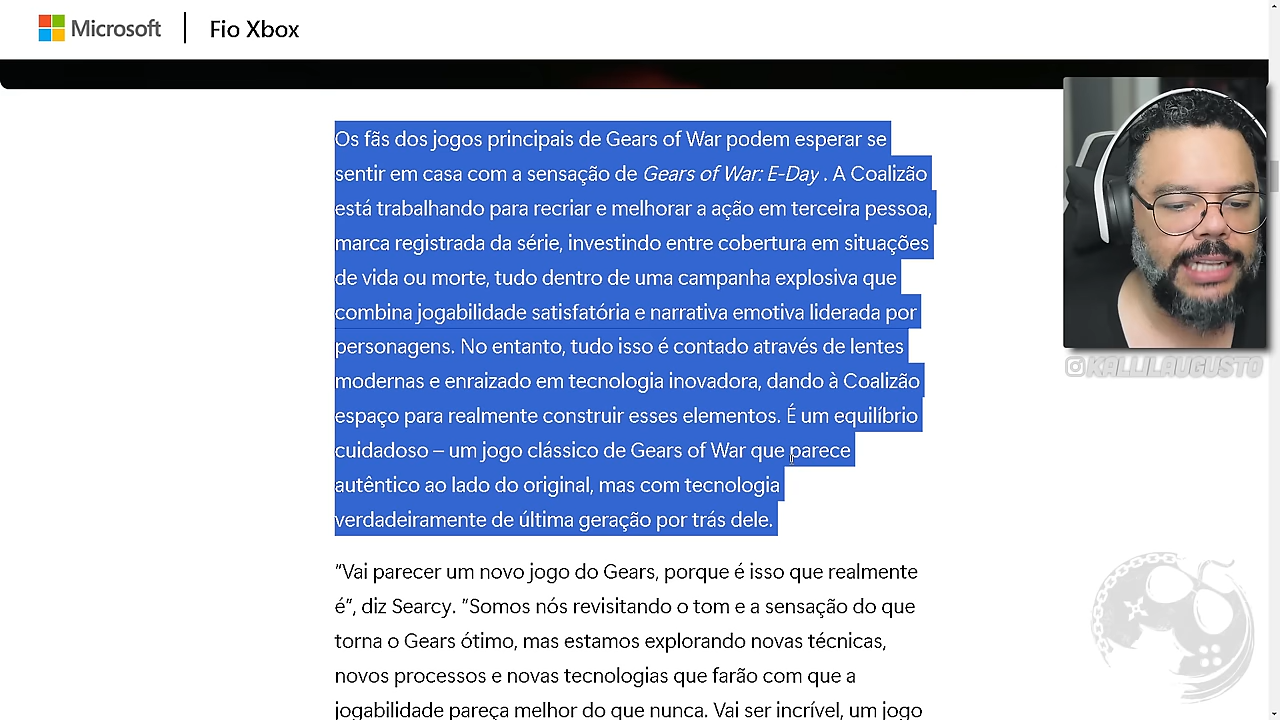 Microsoft
Fio Xbox
Os fãs dos jogos principais de Gears of War podem esperar se
sentir em casa com a sensação de Gears of War: E-Day . A Coalizão
está trabalhando para recriar e melhorar a ação em terceira pessoa,
marca registrada da série, investindo entre cobertura em situações
de vida ou morte, tudo dentro de uma campanha explosiva que
combina jogabilidade satisfatória e narrativa emotiva liderada por
personagens. No entanto, tudo isso é contado através de lentes
modernas e enraizado em tecnologia inovadora, dando à Coalizão
espaço para realmente construir esses elementos. É um equilíbrio
cuidadoso – um jogo clássico de Gears of War que parece
autêntico ao lado do original, mas com tecnologia
verdadeiramente de última geração por trás dele.
"Vai parecer um novo jogo do Gears, porque é isso que realmente
é", diz Searcy. "Somos nós revisitando o tom e a sensação do que
torna o Gears ótimo, mas estamos explorando novas técnicas,
novos processos e novas tecnologias que farão com que a
jogabilidade pareça melhor do que nunca. Vai ser incrível, um jogo
@KALLILAUGUSTO